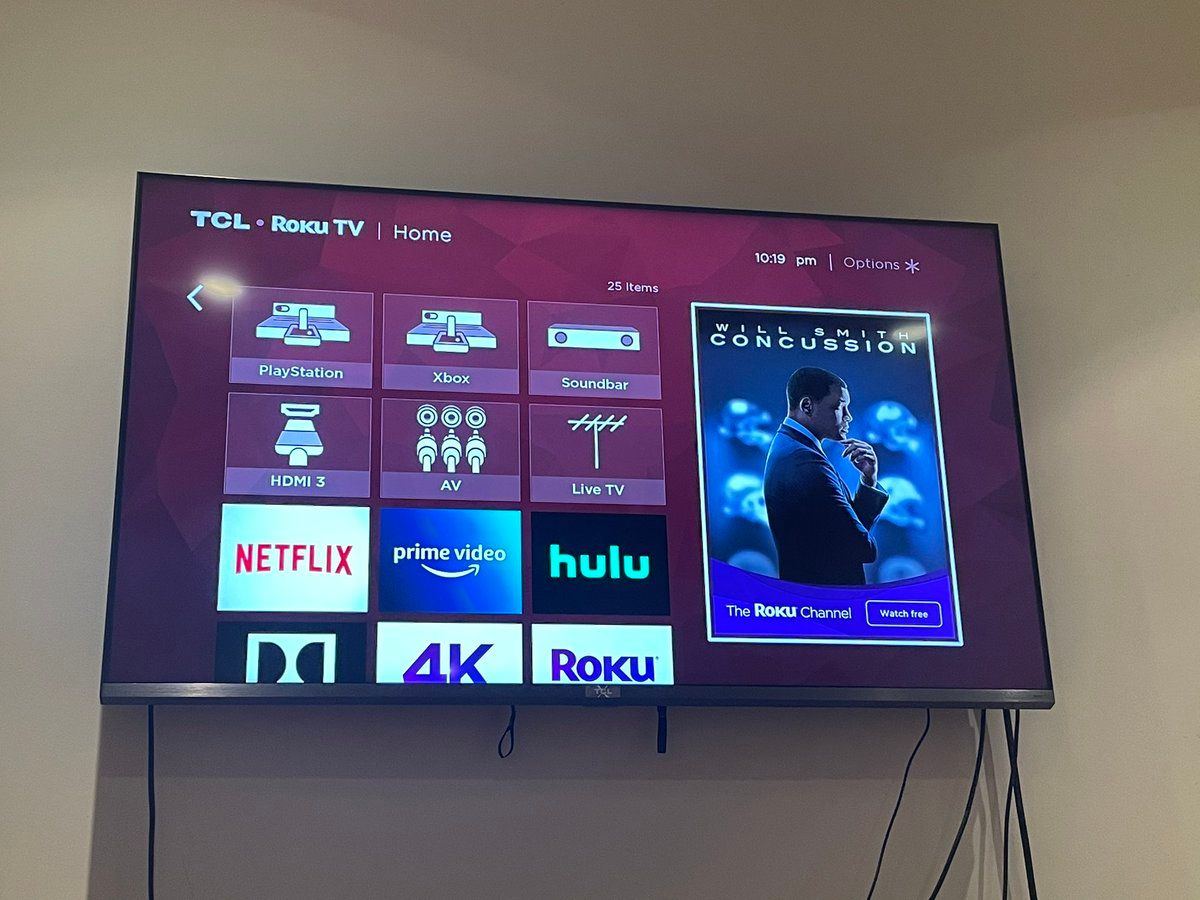 TCL • Roku TV | Home
10:19 pm | Options
25 Items
PlayStation
Xbox
Soundbar
HDMI 3
AV
Live TV
NETFLIX
prime video
hulu
4K
Roku
WILL SMITH
CONCUSSION
The Roku Channel
Watch free
TCL